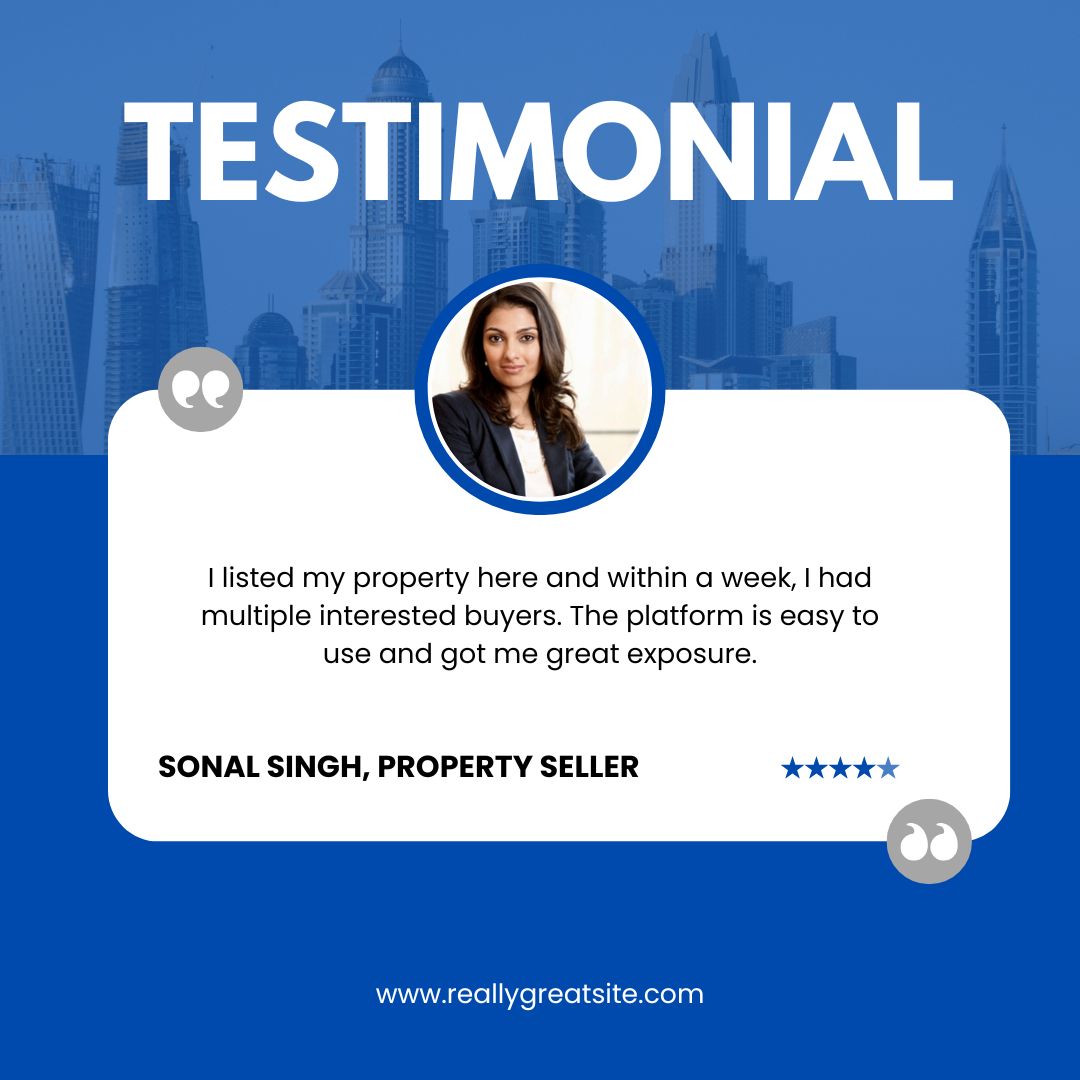 TESTIMONIAL
I listed my property here and within a week, I had
multiple interested buyers. The platform is easy to
use and got me great exposure.
SONAL SINGH, PROPERTY SELLER
www.reallygreatsite.com